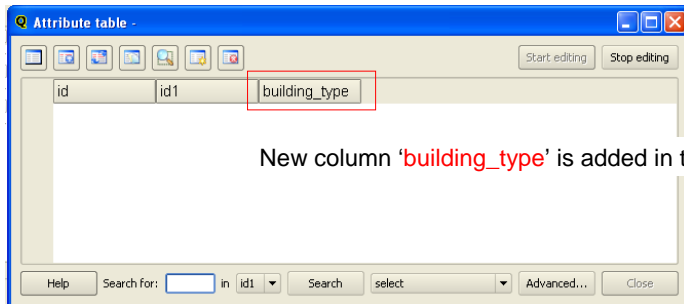 Attribute table -
Start editing Stop editing
id id1 building_type
New column ‘building_type’ is added in t
Help Search for: in id1 Search select Advanced... Close